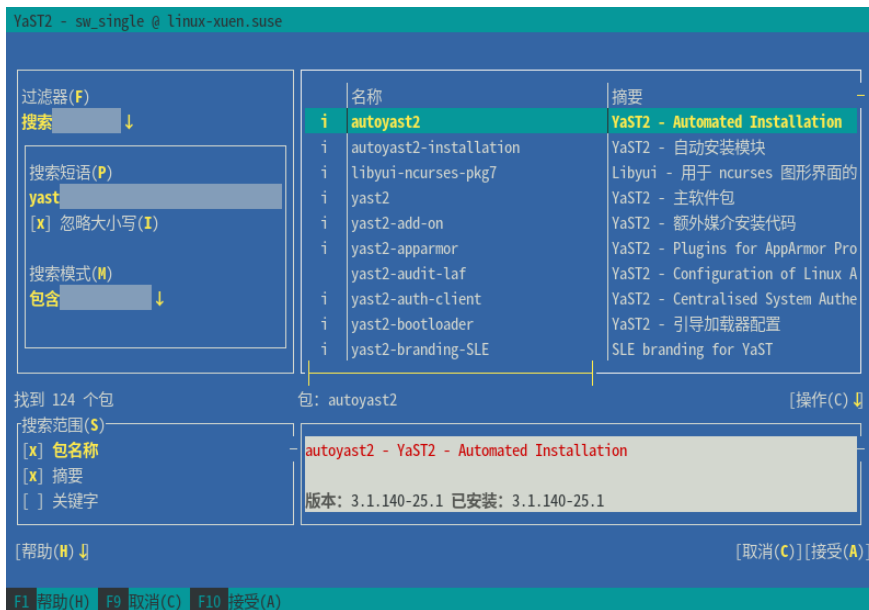 YaST2 - sw_single @ linux-xuen.suse
过滤器(F)
搜索 ↓
搜索短语(P)
yast
[x] 忽略大小写(I)
搜索模式(M)
包含 ↓
名称 摘要
i autoyast2 YaST2 - Automated Installation
i autoyast2-installation YaST2 - 自动安装模块
i libyui-ncurses-pkg7 Libyui - 用于 ncurses 图形界面的
i yast2 YaST2 - 主软件包
i yast2-add-on YaST2 - 额外媒介安装代码
i yast2-apparmor YaST2 - Plugins for AppArmor Pro
yast2-audit-laf YaST2 - Configuration of Linux A
i yast2-auth-client YaST2 - Centralised System Authe
i yast2-bootloader YaST2 - 引导加载器配置
i yast2-branding-SLE SLE branding for YaST
找到 124 个包
包: autoyast2 [操作(C)↓]
搜索范围(S)
[x] 包名称
[x] 摘要
[ ] 关键字
autoyast2 - YaST2 - Automated Installation
版本: 3.1.140-25.1 已安装: 3.1.140-25.1
[帮助(H)↓] [取消(C)][接受(A)]
F1 帮助(H) F9 取消(C) F10 接受(A)